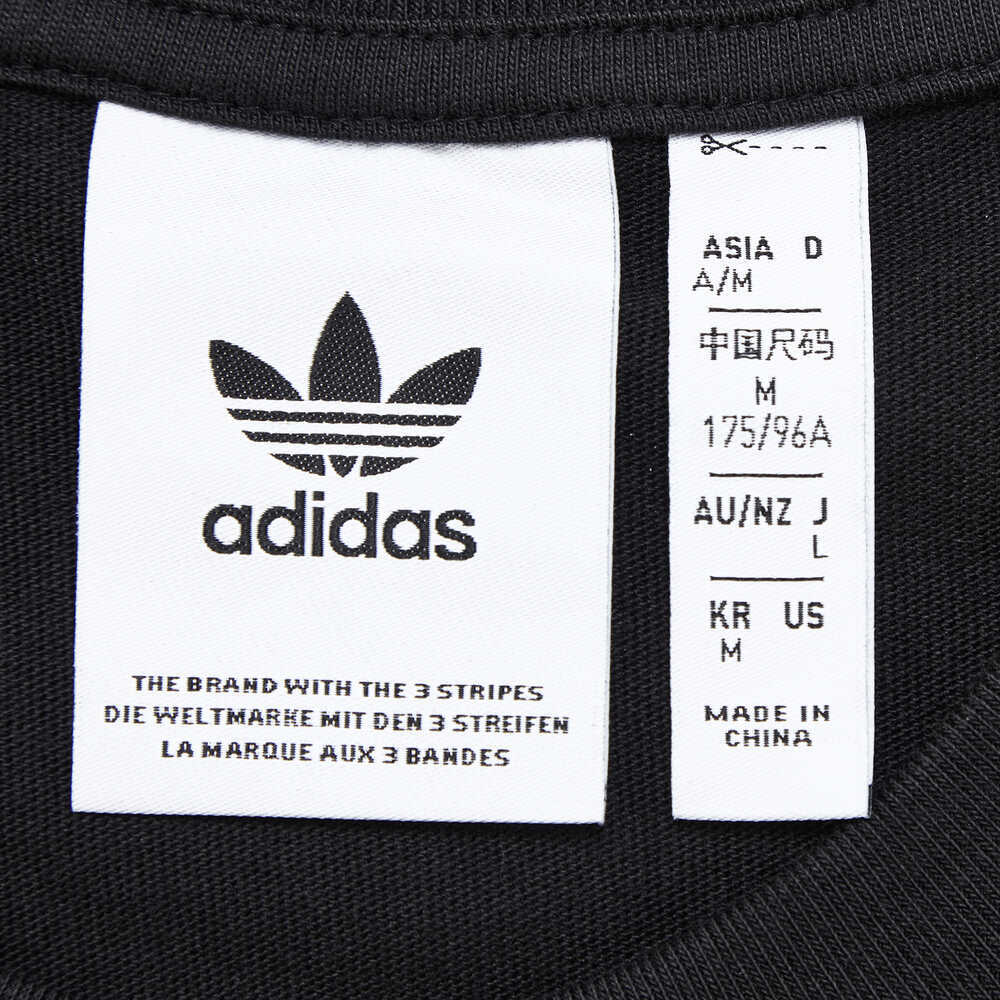 adidas
THE BRAND WITH THE 3 STRIPES
DIE WELTMARKE MIT DEN 3 STREIFEN
LA MARQUE AUX 3 BANDES
ASIA D
A/M
中国尺码
M
175/96A
AU/NZ J
L
KR US
M
MADE IN
CHINA